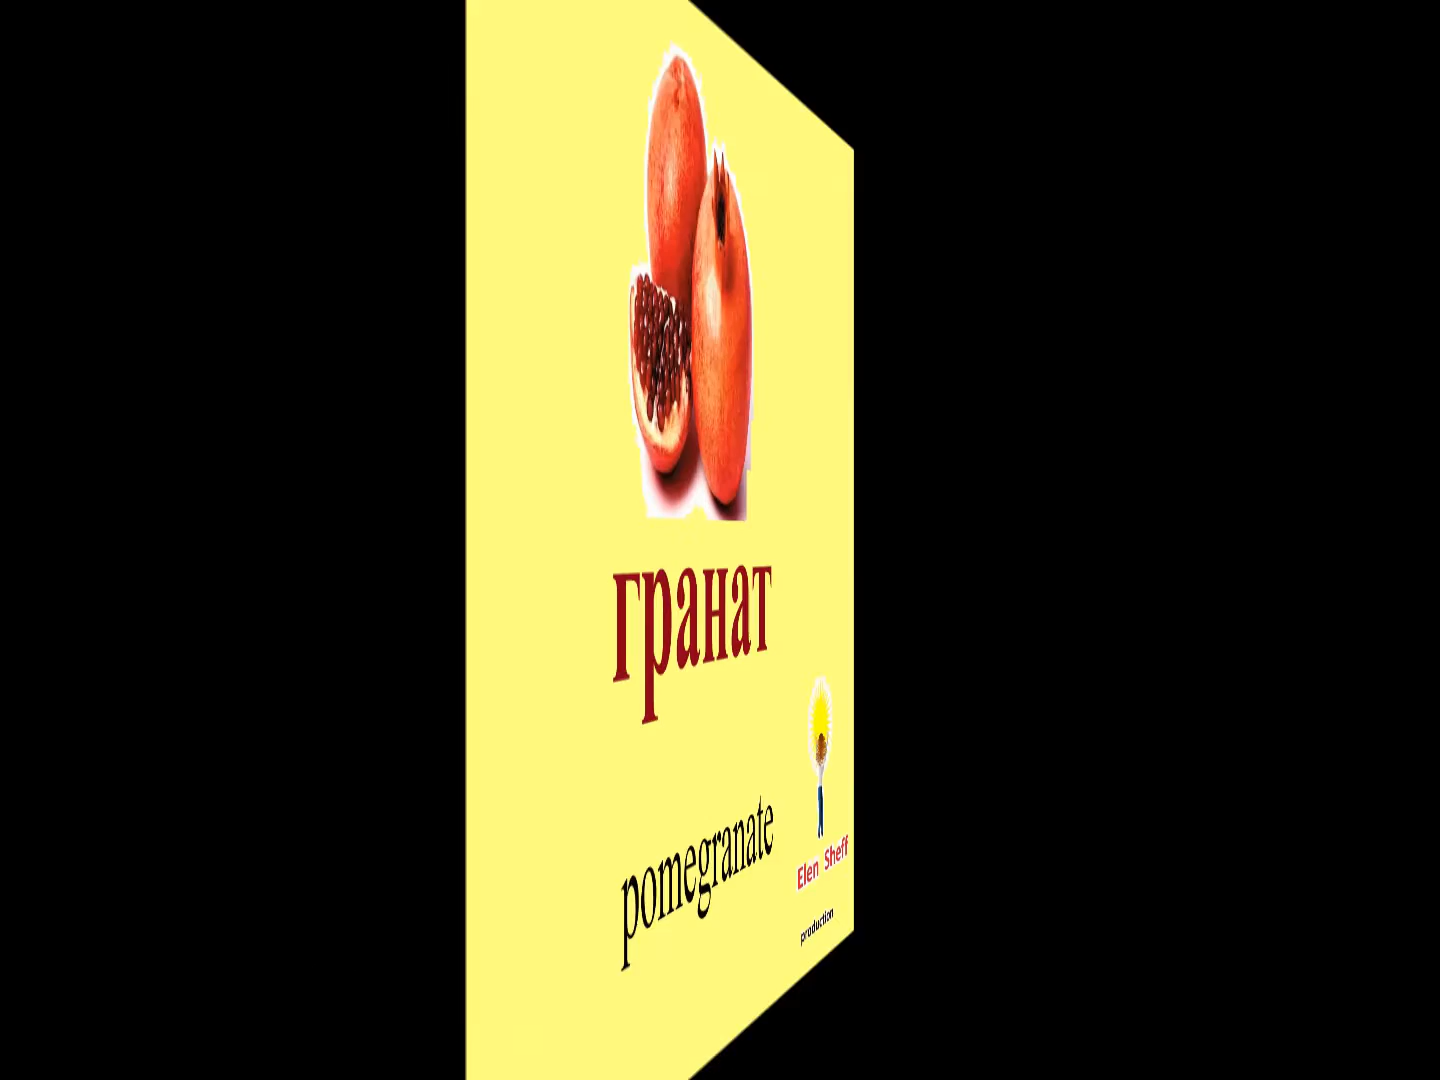 гранат
pomegranate
Elen Sheff
production